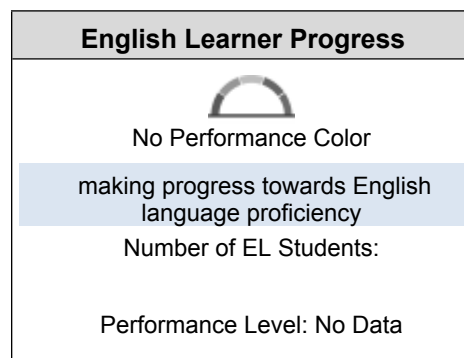 English Learner Progress
No Performance Color
making progress towards English
language proficiency
Number of EL Students:
Performance Level: No Data